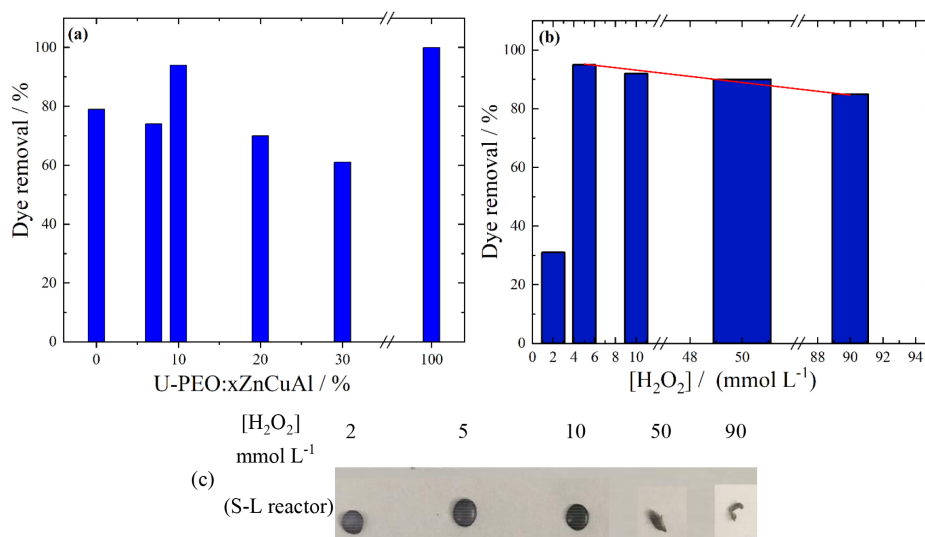 (a)
Dye removal / %
100
80
60
40
20
0
0 10 20 30 100
U-PEO:xZnCuAl / %
(b)
Dye removal / %
100
80
60
40
20
0
0 2 4 6 8 10 48 50 88 90 92 94
[H₂O₂] / (mmol L⁻¹)
[H₂O₂] 2 5 10 50 90
mmol L⁻¹
(c)
(S-L reactor)